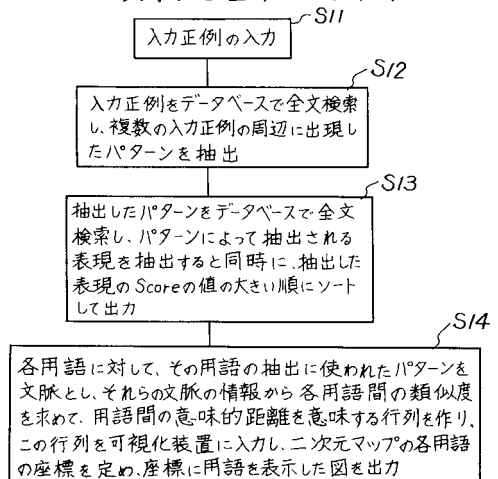 S11
入力正例の入力
S12
入力正例をデータベースで全文検索
し、複数の入力正例の周辺に出現し
たパターンを抽出
S13
抽出したパターンをデータベースで全文
検索し、パターンによって抽出される
表現を抽出すると同時に、抽出した
表現のScoreの値の大きい順にソート
して出力
S14
各用語に対して、その用語の抽出に使われたパターンを
文脈とし、それらの文脈の情報から各用語間の類似度
を求めて、用語間の意味的距離を意味する行列を作り、
この行列を可視化装置に入力し、二次元マップの各用語
の座標を定め、座標に用語を表示した図を出力